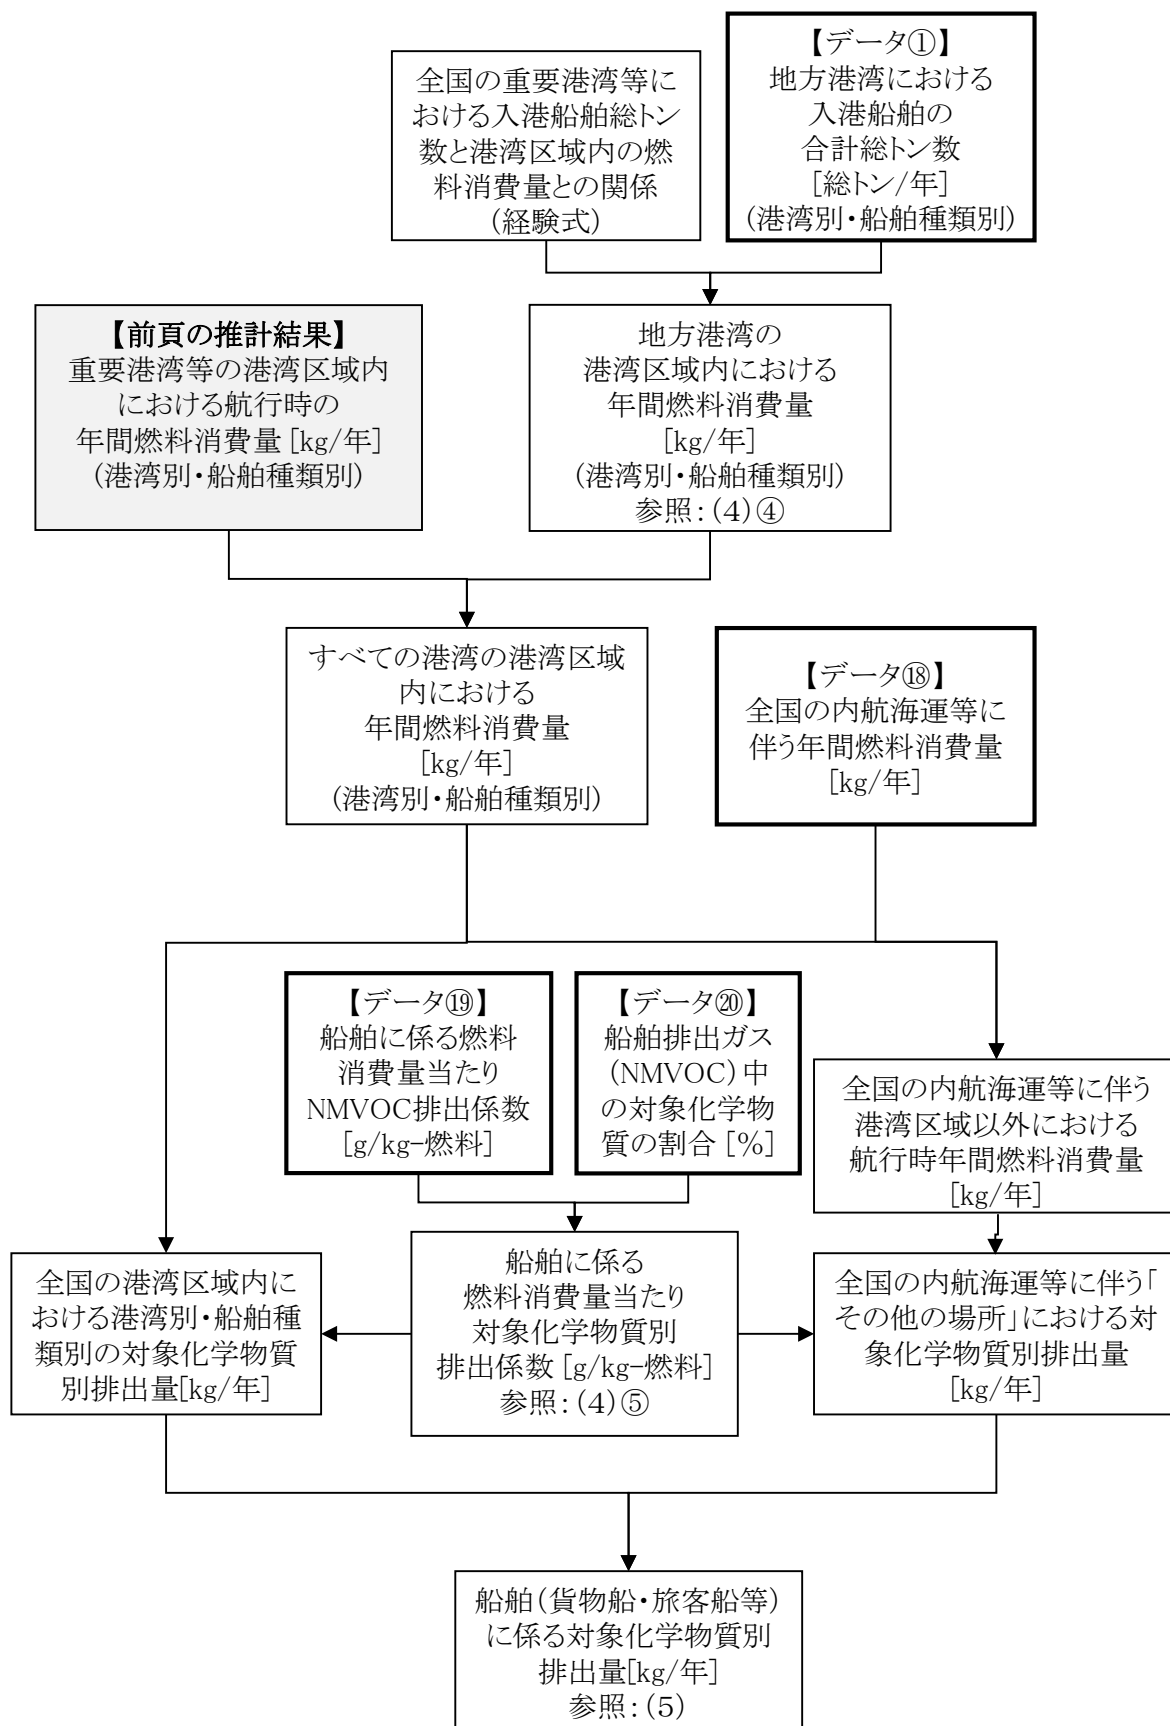 全国の重要港湾等に
おける入港船舶総トン
数と港湾区域内の燃
料消費量との関係
(経験式)
【データ①】
地方港湾における
入港船舶の
合計総トン数
[総トン/年]
(港湾別・船舶種類別)
【前頁の推計結果】
重要港湾等の港湾区域内
における航行時の
年間燃料消費量[kg/年]
(港湾別・船舶種類別)
地方港湾の
港湾区域内における
年間燃料消費量
[kg/年]
(港湾別・船舶種類別)
参照:(4)④
すべての港湾の港湾区域
内における
年間燃料消費量
[kg/年]
(港湾別・船舶種類別)
【データ⑱】
全国の内航海運等に
伴う年間燃料消費量
[kg/年]
【データ⑲】
船舶に係る燃料
消費量当たり
NMVOC排出係数
[g/kg-燃料]
【データ⑳】
船舶排出ガス
(NMVOC)中
の対象化学物
質の割合[%]
全国の内航海運等に伴う
港湾区域以外における
航行時年間燃料消費量
[kg/年]
全国の港湾区域内に
おける港湾別・船舶種
類別の対象化学物質
別排出量[kg/年]
船舶に係る
燃料消費量当たり
対象化学物質別
排出係数[g/kg-燃料]
参照:(4)⑤
全国の内航海運等に伴う「
その他の場所」における対
象化学物質別排出量
[kg/年]
船舶(貨物船・旅客船等)
に係る対象化学物質別
排出量[kg/年]
参照:(5)